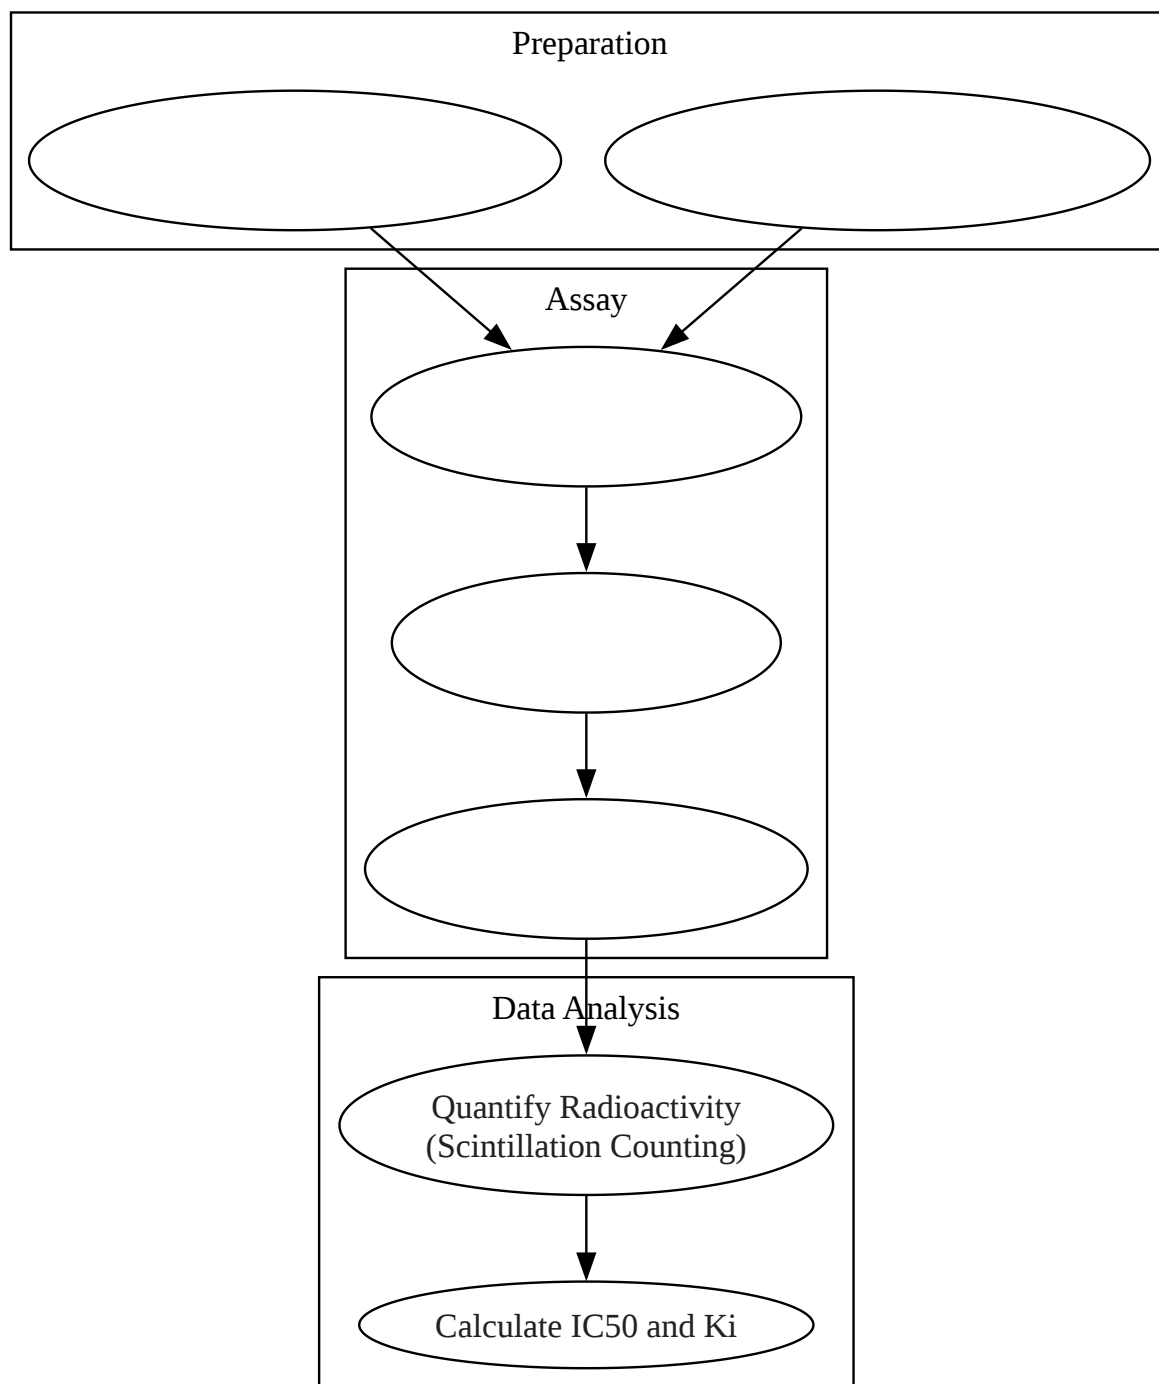 Preparation
Assay
Data Analysis
Quantify Radioactivity
(Scintillation Counting)
Calculate IC50 and Ki